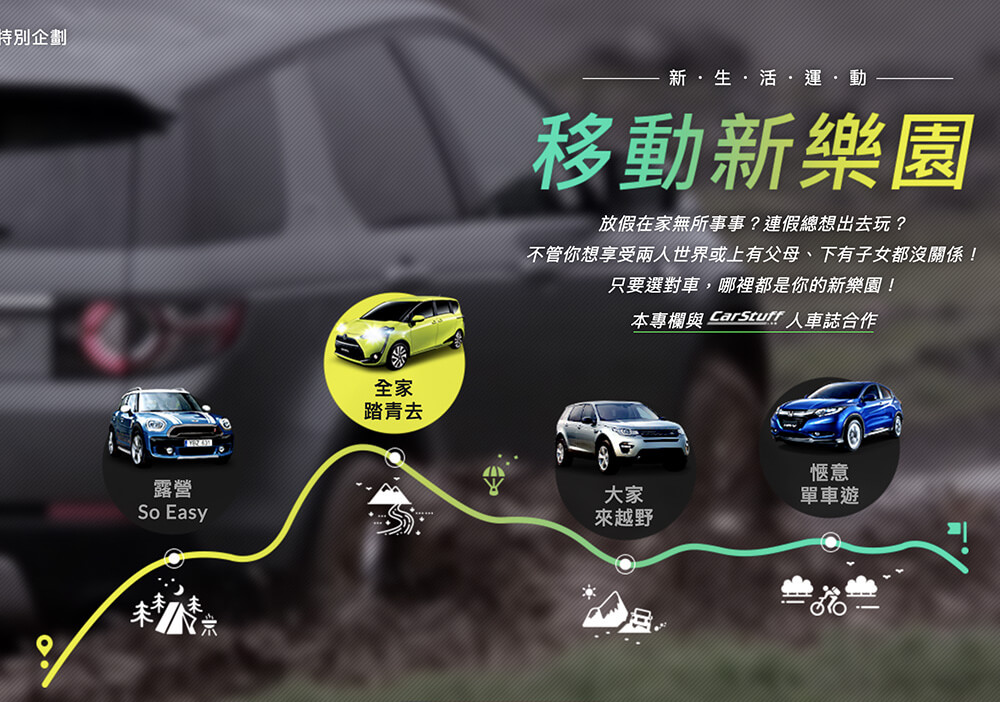 特別企劃
新・生・活・運・動
移動新樂園
放假在家無所事事？連假總想出去玩？
不管你想享受兩人世界或上有父母、下有子女都沒關係！
只要選對車，哪裡都是你的新樂園！
本專欄與 CarStuff 人車誌合作
全家
踏青去
露營
So Easy
大家
來越野
愜意
單車遊